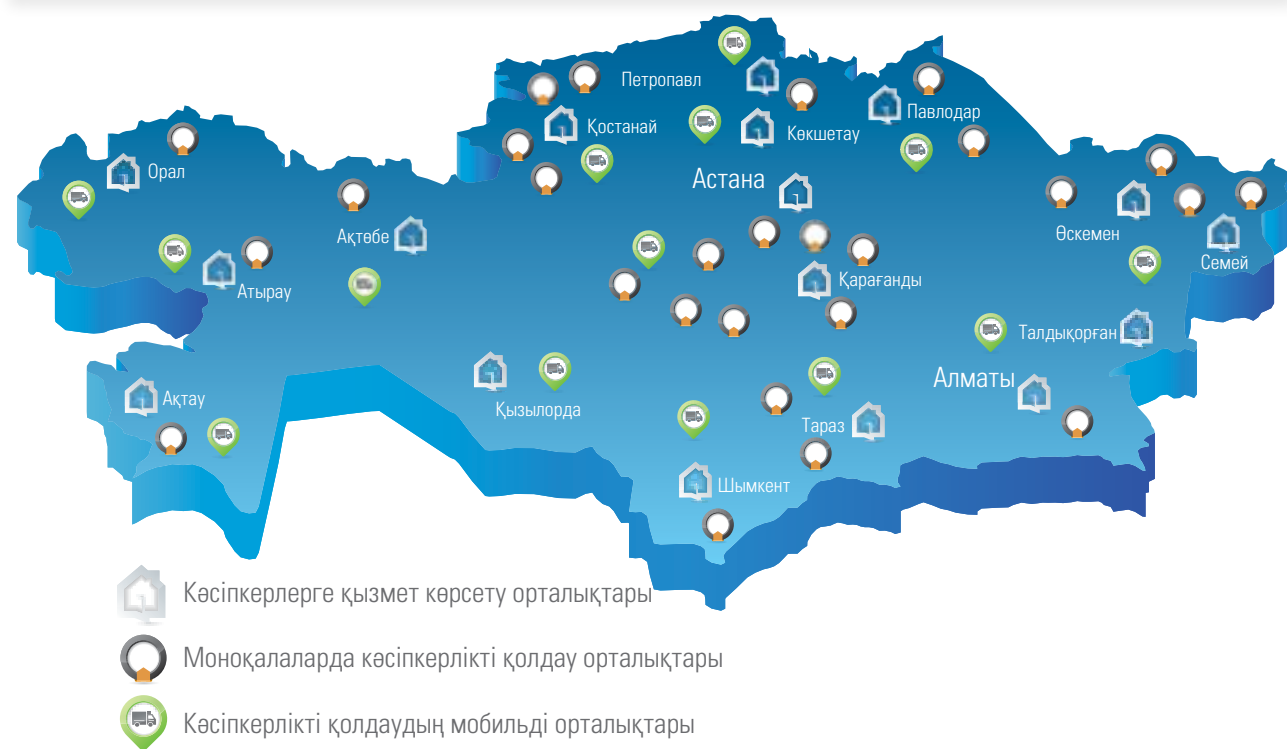 Петропавл
Қостанай
Көкшетау
Павлодар
Орал
Астана
Ақтөбе
Өскемен
Семей
Атырау
Қарағанды
Талдықорған
Алматы
Ақтау
Қызылорда
Тараз
Шымкент
Кәсіпкерлерге қызмет көрсету орталықтары
Моноқалаларда кәсіпкерлікті қолдау орталықтары
Кәсіпкерлікті қолдаудың мобильді орталықтары